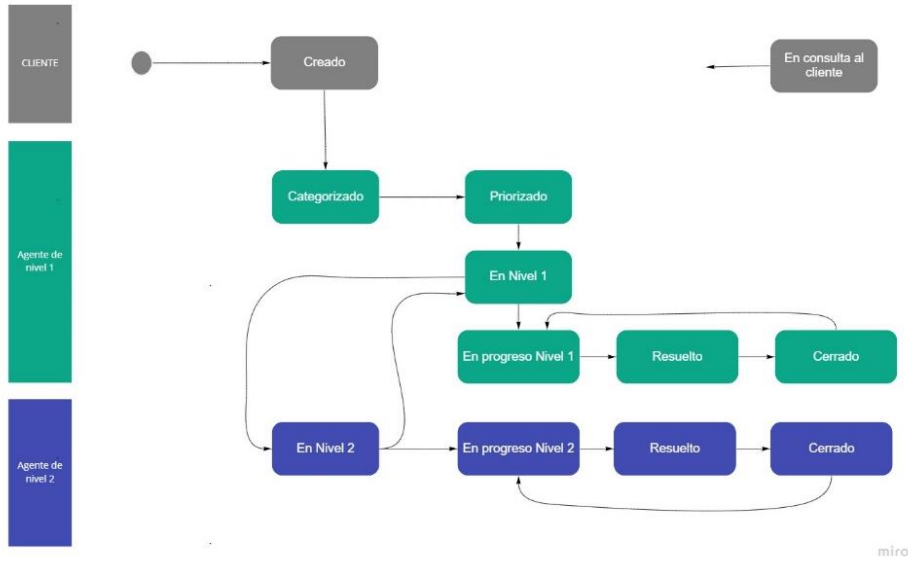 CLIENTE
Creado
En consulta al
cliente
Categorizado
Priorizado
Agente de
nivel 1
En Nivel 1
En progreso Nivel 1
Resuelto
Cerrado
Agente de
nivel 2
En Nivel 2
En progreso Nivel 2
Resuelto
Cerrado
miro